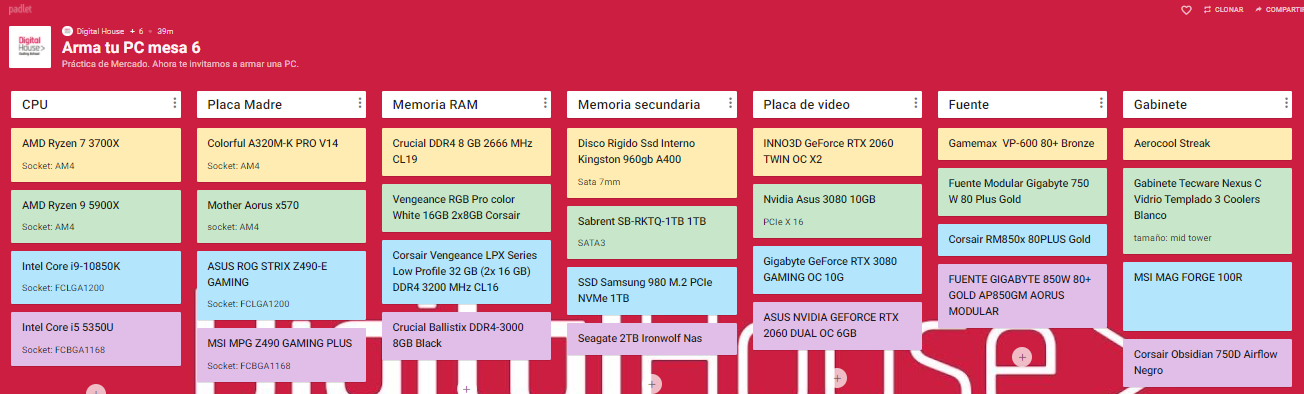 padlet
CLONAR
COMPARTIR
Digital House + 6 • 39m
Arma tu PC mesa 6
Práctica de Mercado. Ahora te invitamos a armar una PC.
Digital
House>
Coding School
CPU
AMD Ryzen 7 3700X
Socket: AM4
AMD Ryzen 9 5900X
Socket: AM4
Intel Core i9-10850K
Socket: FCLGA1200
Intel Core i5 5350U
Socket: FCBGA1168
Placa Madre
Colorful A320M-K PRO V14
Socket: AM4
Mother Aorus x570
socket: AM4
ASUS ROG STRIX Z490-E
GAMING
Socket: FCLGA1200
MSI MPG Z490 GAMING PLUS
Socket: FCBGA1168
Memoria RAM
Crucial DDR4 8 GB 2666 MHz
CL19
Vengeance RGB Pro color
White 16GB 2x8GB Corsair
Corsair Vengeance LPX Series
Low Profile 32 GB (2x 16 GB)
DDR4 3200 MHz CL16
Crucial Ballistix DDR4-3000
8GB Black
Memoria secundaria
Disco Rigido Ssd Interno
Kingston 960gb A400
Sata 7mm
Sabrent SB-RKTQ-1TB 1TB
SATA3
SSD Samsung 980 M.2 PCIe
NVMe 1TB
Seagate 2TB Ironwolf Nas
Placa de video
INNO3D GeForce RTX 2060
TWIN OC X2
Nvidia Asus 3080 10GB
PCIe X 16
Gigabyte GeForce RTX 3080
GAMING OC 10G
ASUS NVIDIA GEFORCE RTX
2060 DUAL OC 6GB
Fuente
Gamemax VP-600 80+ Bronze
Fuente Modular Gigabyte 750
W 80 Plus Gold
Corsair RM850x 80PLUS Gold
FUENTE GIGABYTE 850W 80+
GOLD AP850GM AORUS
MODULAR
Gabinete
Aerocool Streak
Gabinete Tecware Nexus C
Vidrio Templado 3 Coolers
Blanco
tamaño: mid tower
MSI MAG FORGE 100R
Corsair Obsidian 750D Airflow
Negro